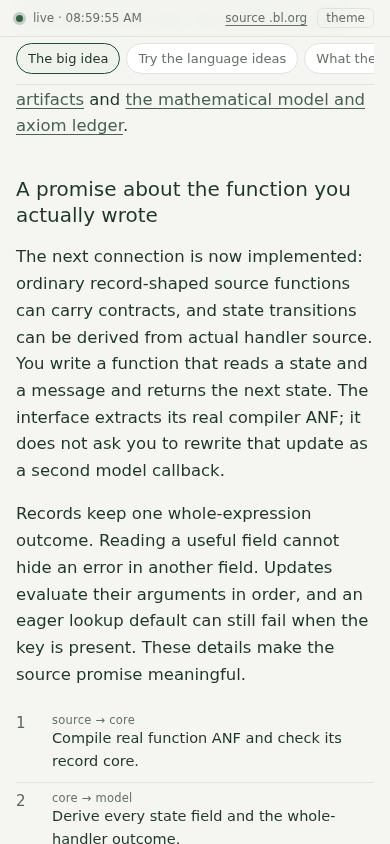 live · 08:59:55 AM
source .bl.org
theme
The big idea
Try the language ideas
What the
artifacts and the mathematical model and
axiom ledger.
A promise about the function you
actually wrote
The next connection is now implemented:
ordinary record-shaped source functions
can carry contracts, and state transitions
can be derived from actual handler source.
You write a function that reads a state and
a message and returns the next state. The
interface extracts its real compiler ANF; it
does not ask you to rewrite that update as
a second model callback.
Records keep one whole-expression
outcome. Reading a useful field cannot
hide an error in another field. Updates
evaluate their arguments in order, and an
eager lookup default can still fail when the
key is present. These details make the
source promise meaningful.
1
source → core
Compile real function ANF and check its
record core.
2
core → model
Derive every state field and the whole-
handler outcome.